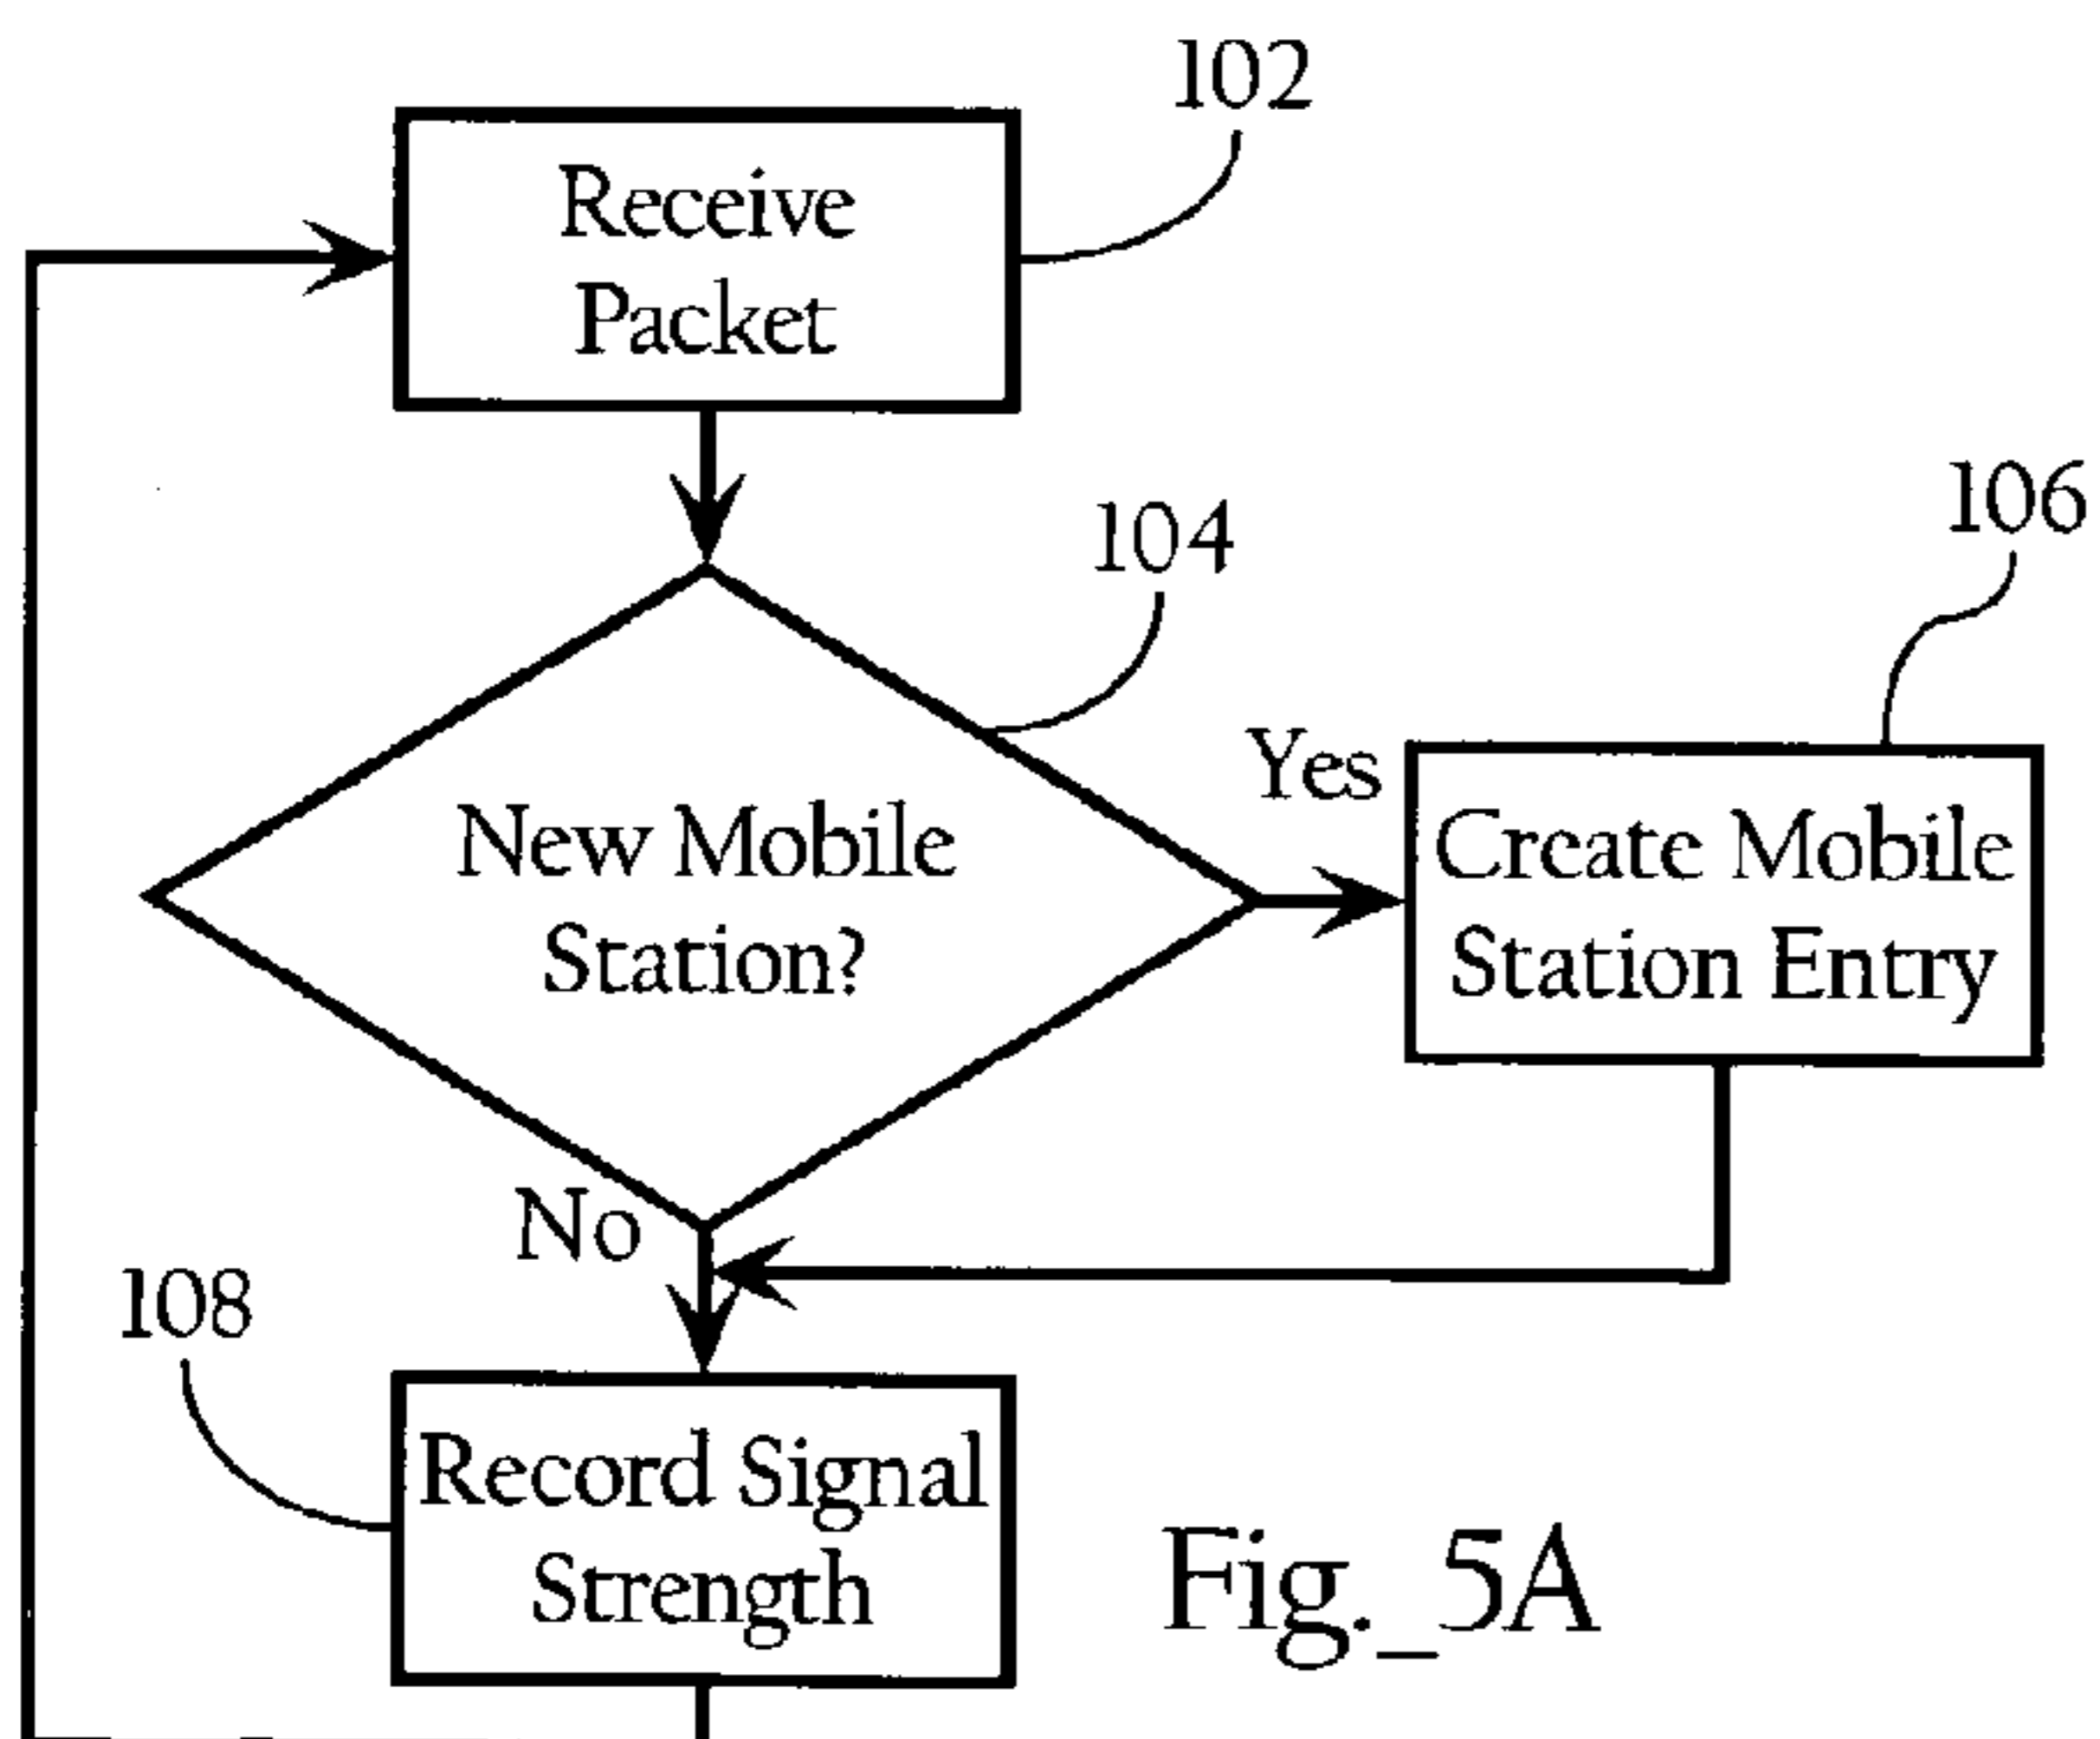 102
Receive
Packet
104
106
New Mobile
Station?
Yes
Create Mobile
Station Entry
No
108
Record Signal
Strength
Fig._5A